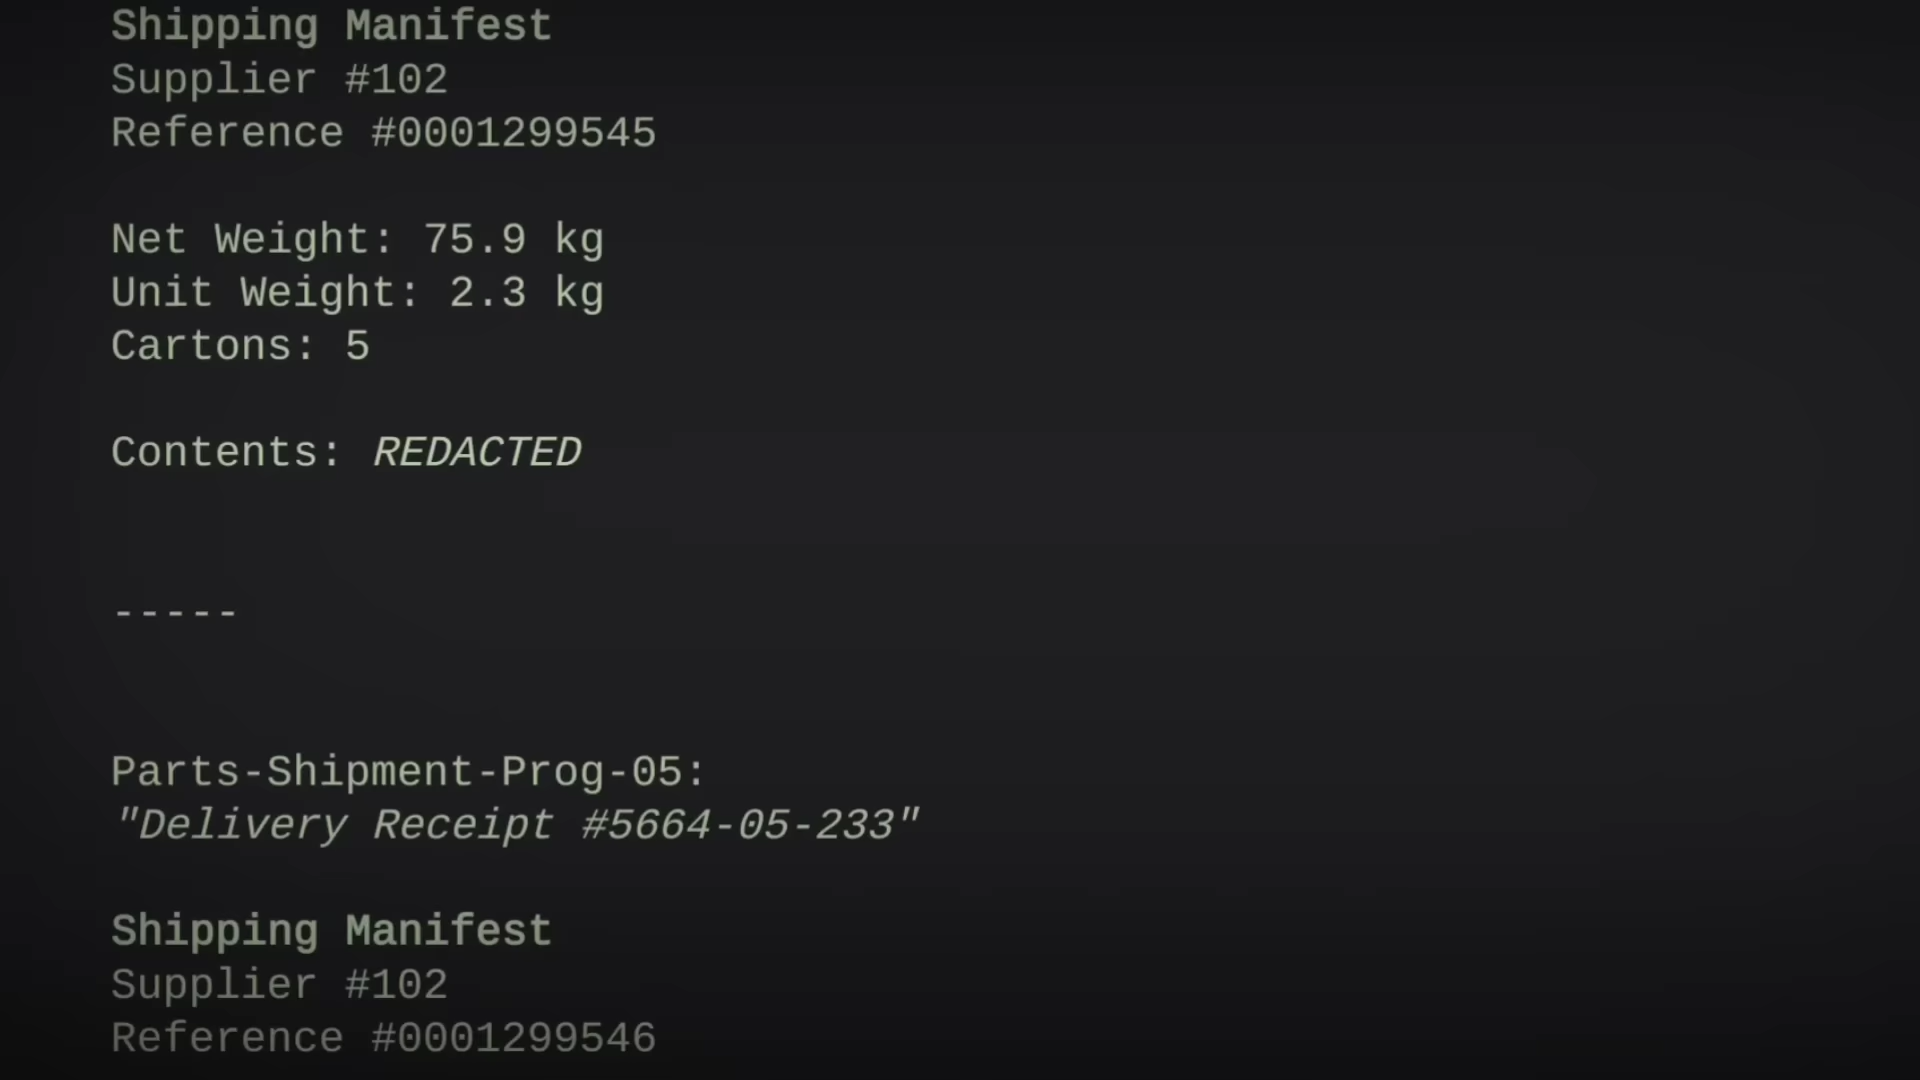 Shipping Manifest
Supplier #102
Reference #0001299545
Net Weight: 75.9 kg
Unit Weight: 2.3 kg
Cartons: 5
Contents: REDACTED
-----
Parts-Shipment-Prog-05:
"Delivery Receipt #5664-05-233"
Shipping Manifest
Supplier #102
Reference #0001299546